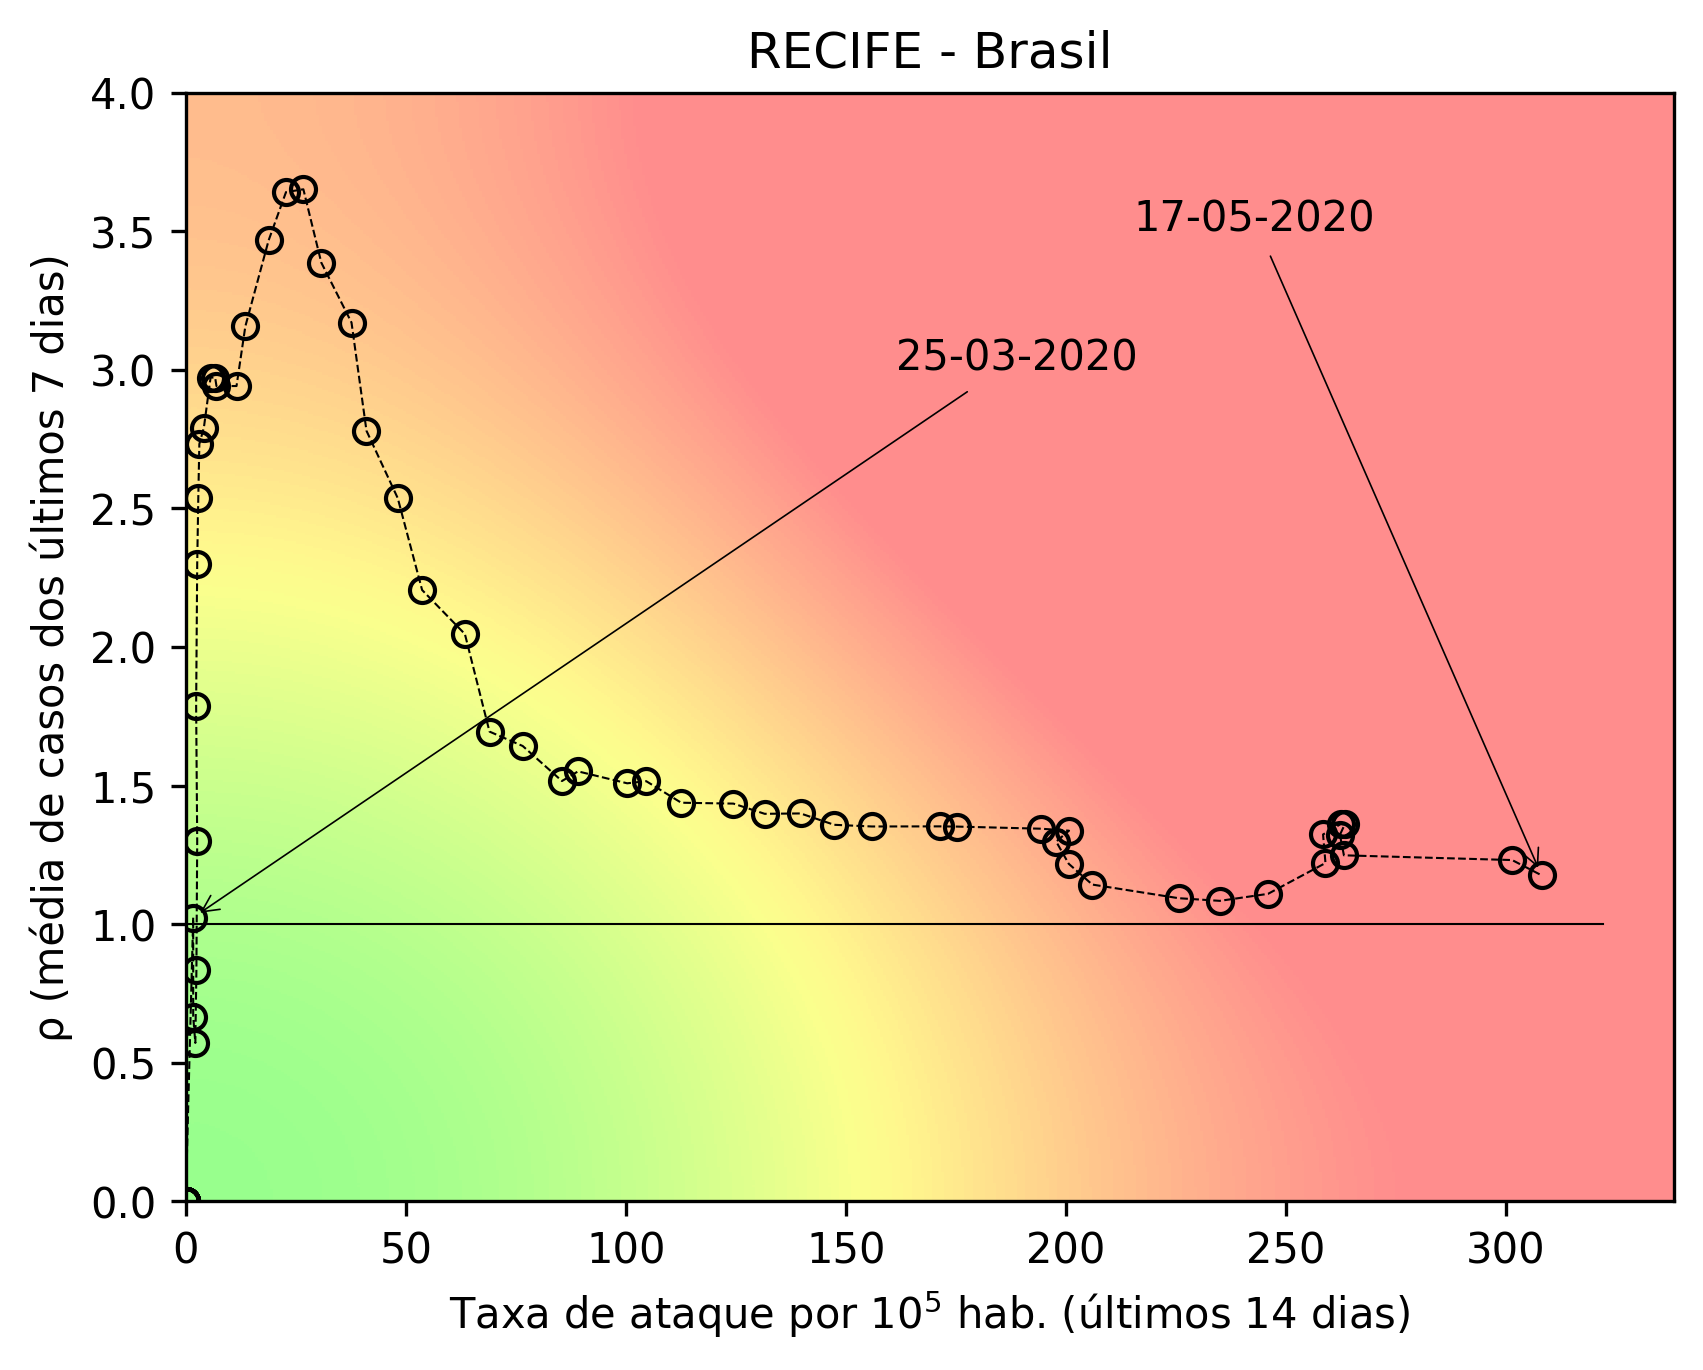 RECIFE - Brasil
4.0
3.5
3.0
2.5
2.0
1.5
1.0
0.5
0.0
ρ (média de casos dos últimos 7 dias)
17-05-2020
25-03-2020
0 50 100 150 200 250 300
Taxa de ataque por 10⁵ hab. (últimos 14 dias)